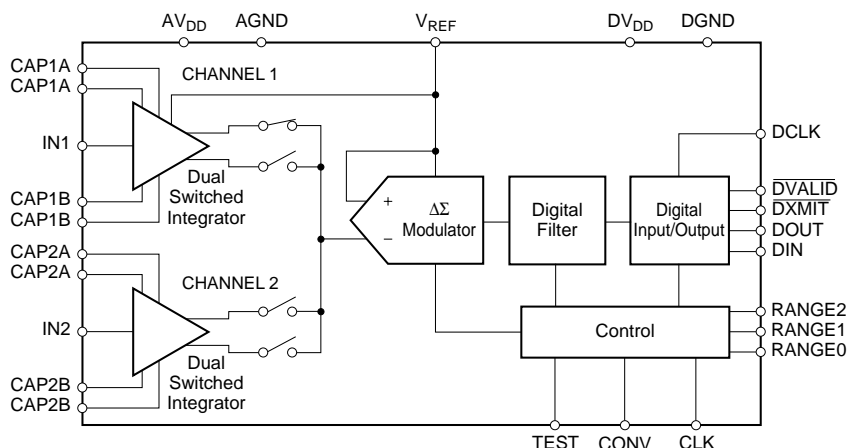 AVDD AGND VREF DVDD DGND
CAP1A
CAP1A
CHANNEL 1
IN1
Dual
Switched
Integrator
CAP1B
CAP1B
CAP2A
CAP2A
CHANNEL 2
IN2
Dual
Switched
Integrator
CAP2B
CAP2B
+
−
ΔΣ
Modulator
Digital
Filter
Digital
Input/Output
Control
DCLK
DVALID
DXMIT
DOUT
DIN
RANGE2
RANGE1
RANGE0
TEST CONV CLK